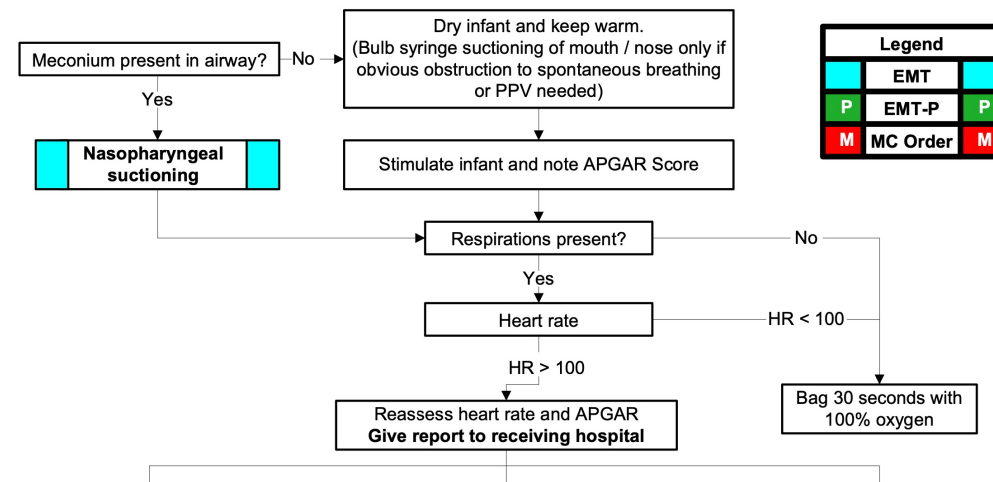 Meconium present in airway?
No
Dry infant and keep warm.
(Bulb syringe suctioning of mouth / nose only if
obvious obstruction to spontaneous breathing
or PPV needed)
Legend
EMT
P EMT-P P
M MC Order M
Yes
Nasopharyngeal
suctioning
Stimulate infant and note APGAR Score
Respirations present?
No
Yes
Heart rate
HR < 100
HR > 100
Reassess heart rate and APGAR
Give report to receiving hospital
Bag 30 seconds with
100% oxygen